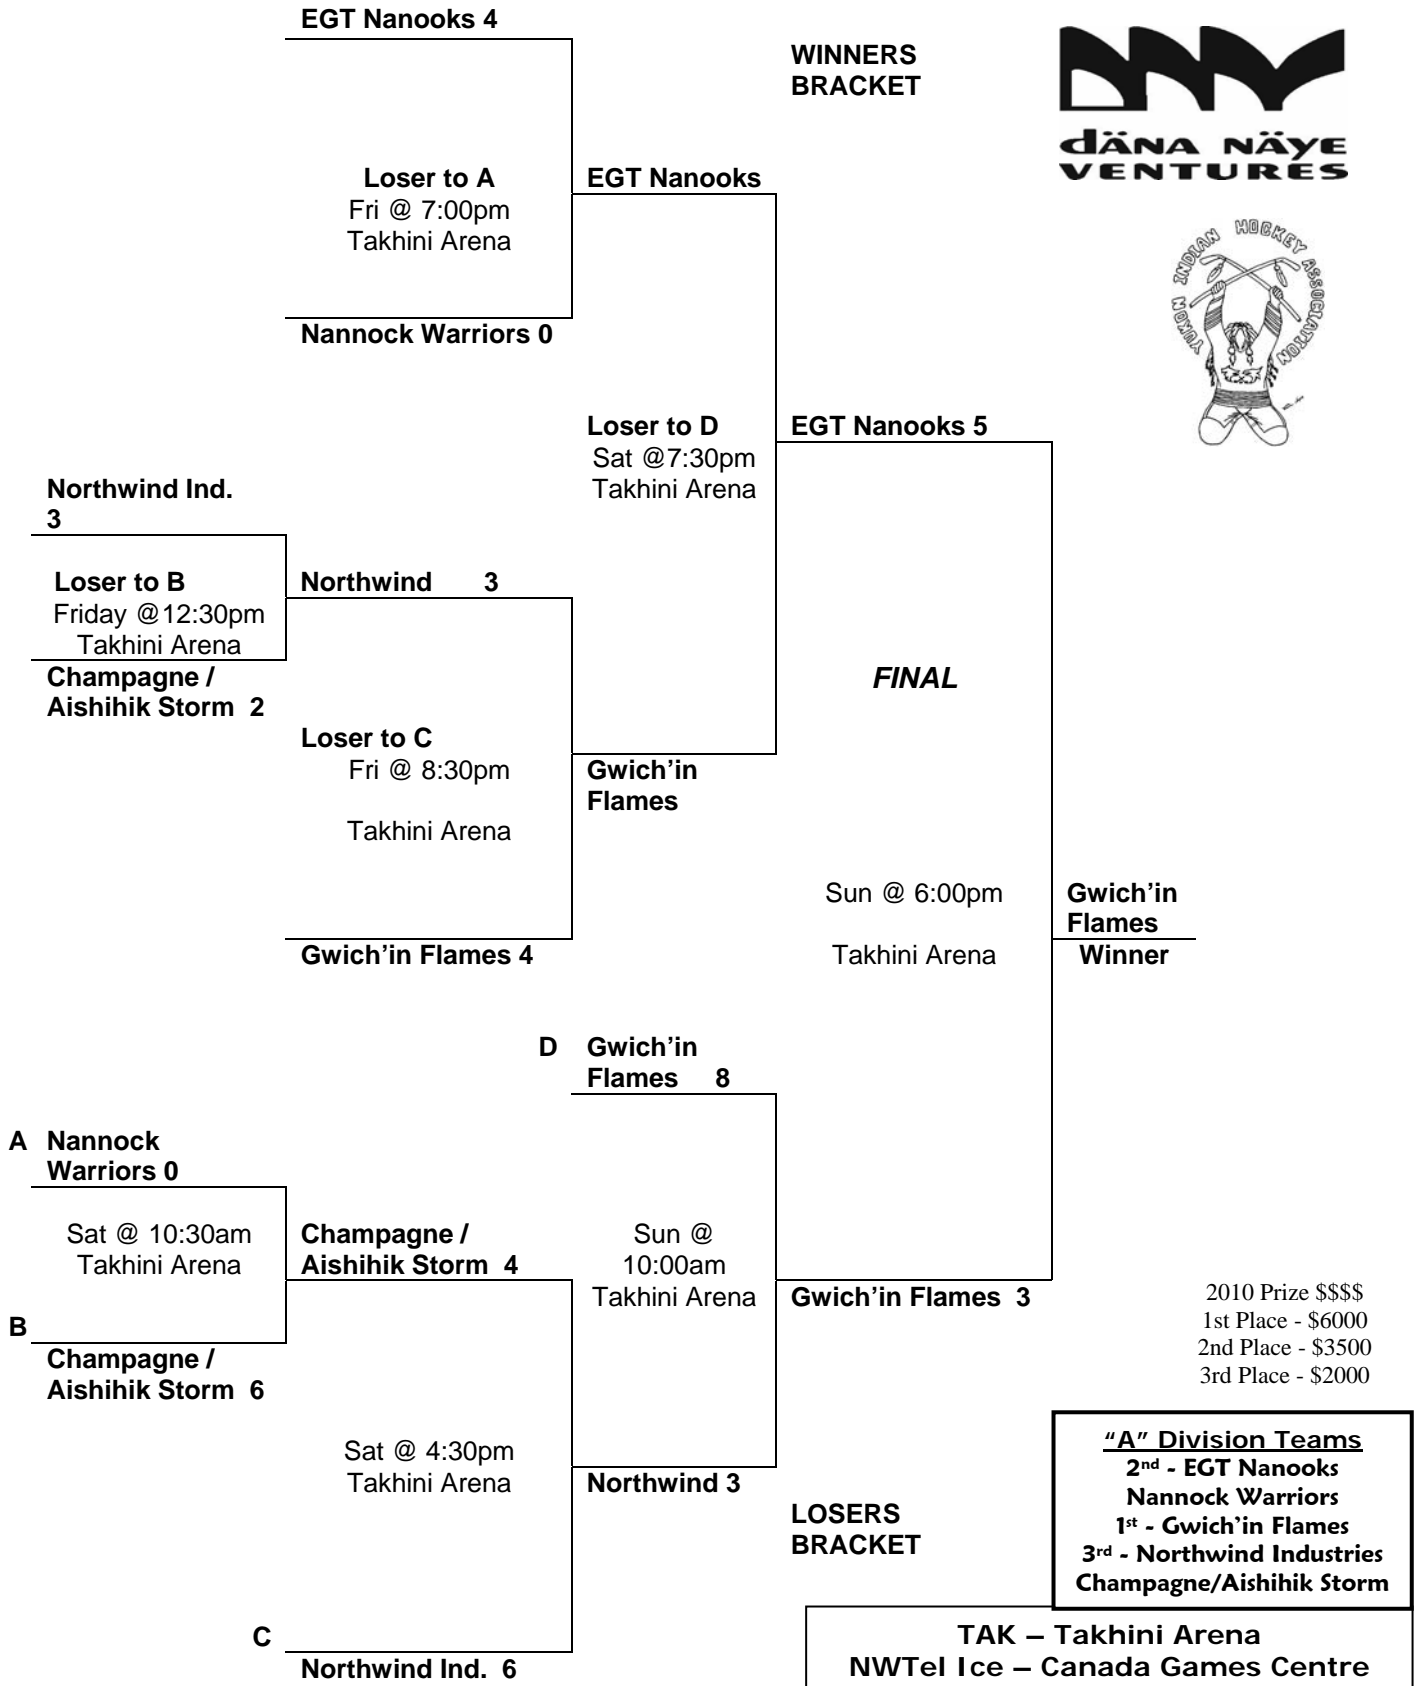 EGT Nanooks 4
WINNERS
BRACKET
däNA NÄYE
VENTURES
Loser to A
Fri @ 7:00pm
Takhini Arena
EGT Nanooks
YUKON INDIAN HOCKEY ASSOCIATION
Nannock Warriors 0
Loser to D
Sat @7:30pm
Takhini Arena
EGT Nanooks 5
Northwind Ind.
3
Loser to B
Friday @12:30pm
Takhini Arena
Northwind 3
Champagne /
Aishihik Storm 2
FINAL
Loser to C
Fri @ 8:30pm
Takhini Arena
Gwich'in
Flames
Sun @ 6:00pm
Takhini Arena
Gwich'in
Flames
Winner
Gwich'in Flames 4
D Gwich'in
Flames 8
A Nannock
Warriors 0
Sat @ 10:30am
Takhini Arena
Champagne /
Aishihik Storm 4
Sun @
10:00am
Takhini Arena
Gwich'in Flames 3
B
Champagne /
Aishihik Storm 6
2010 Prize $$$$
1st Place - $6000
2nd Place - $3500
3rd Place - $2000
Sat @ 4:30pm
Takhini Arena
Northwind 3
LOSERS
BRACKET
"A" Division Teams
2nd - EGT Nanooks
Nannock Warriors
1st - Gwich'in Flames
3rd - Northwind Industries
Champagne/Aishihik Storm
C
Northwind Ind. 6
TAK – Takhini Arena
NWTel Ice – Canada Games Centre